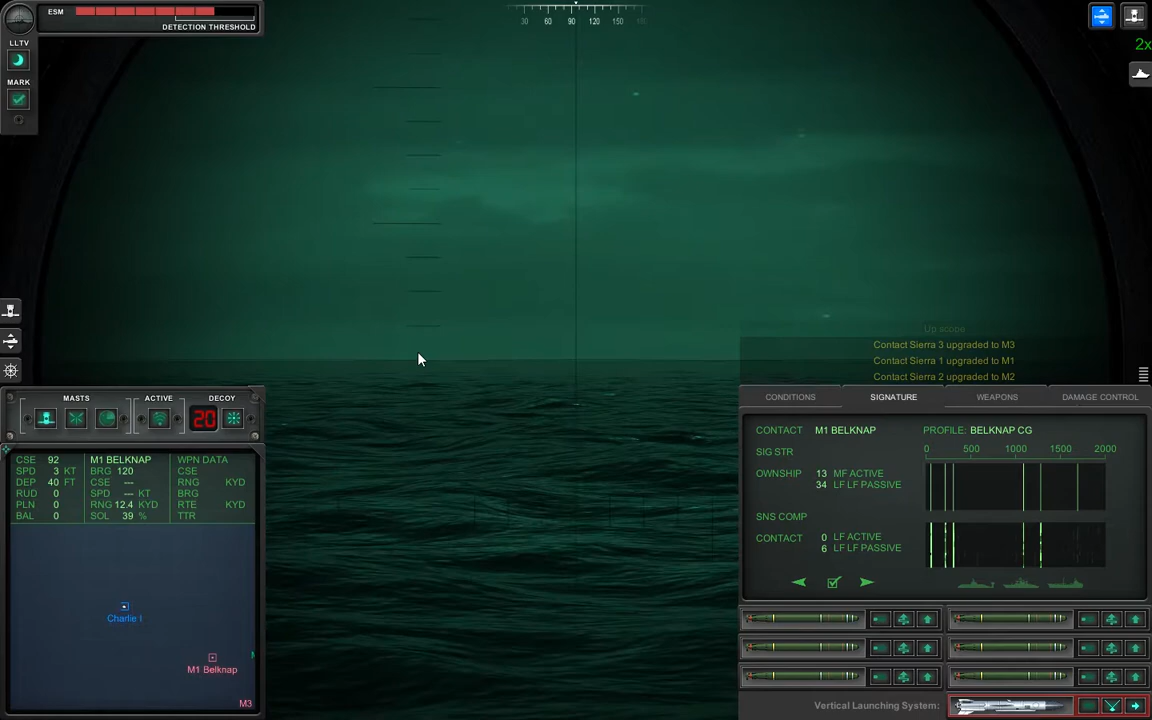 ESM
DETECTION THRESHOLD
30 60 90 120 150
2x
LLTV
MARK
Up scope
Contact Sierra 3 upgraded to M3
Contact Sierra 1 upgraded to M1
Contact Sierra 2 upgraded to M2
MASTS ACTIVE DECOY
20
CSE 92 M1 BELKNAP WPN DATA
SPD 3 KT BRG 120 CSE
DEP 40 FT CSE --- RNG KYD
RUD 0 SPD --- KT BRG
PLN 0 RNG 12.4 KYD RTE KYD
BAL 0 SOL 39 % TTR
Charlie I
M1 Belknap
M3
CONDITIONS SIGNATURE WEAPONS DAMAGE CONTROL
CONTACT M1 BELKNAP PROFILE: BELKNAP CG
SIG STR 0 500 1000 1500 2000
OWNSHIP 13 MF ACTIVE
34 LF LF PASSIVE
SNS COMP
CONTACT 0 LF ACTIVE
6 LF LF PASSIVE
Vertical Launching System: